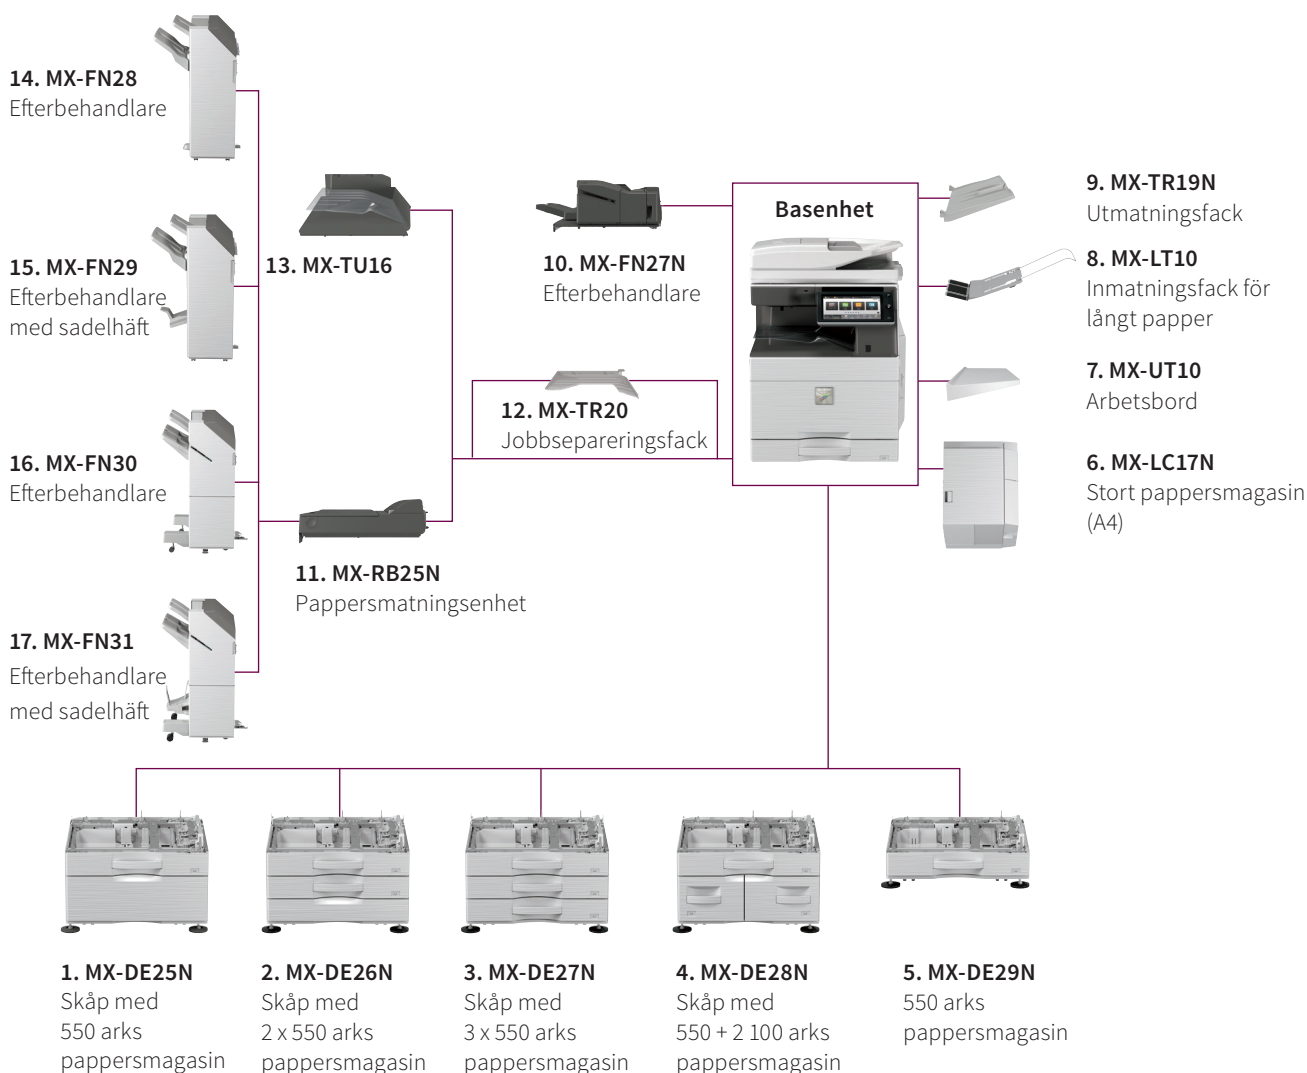 14. MX-FN28
Efterbehandlare
15. MX-FN29
Efterbehandlare
med sadelhäft
16. MX-FN30
Efterbehandlare
17. MX-FN31
Efterbehandlare
med sadelhäft
13. MX-TU16
11. MX-RB25N
Pappersmatningsenhet
10. MX-FN27N
Efterbehandlare
12. MX-TR20
Jobbsepareringsfack
Basenhet
9. MX-TR19N
Utmatningsfack
8. MX-LT10
Inmatningsfack för
långt papper
7. MX-UT10
Arbetsbord
6. MX-LC17N
Stort pappersmagasin
(A4)
1. MX-DE25N
Skåp med
550 arks
pappersmagasin
2. MX-DE26N
Skåp med
2 x 550 arks
pappersmagasin
3. MX-DE27N
Skåp med
3 x 550 arks
pappersmagasin
4. MX-DE28N
Skåp med
550 + 2 100 arks
pappersmagasin
5. MX-DE29N
550 arks
pappersmagasin